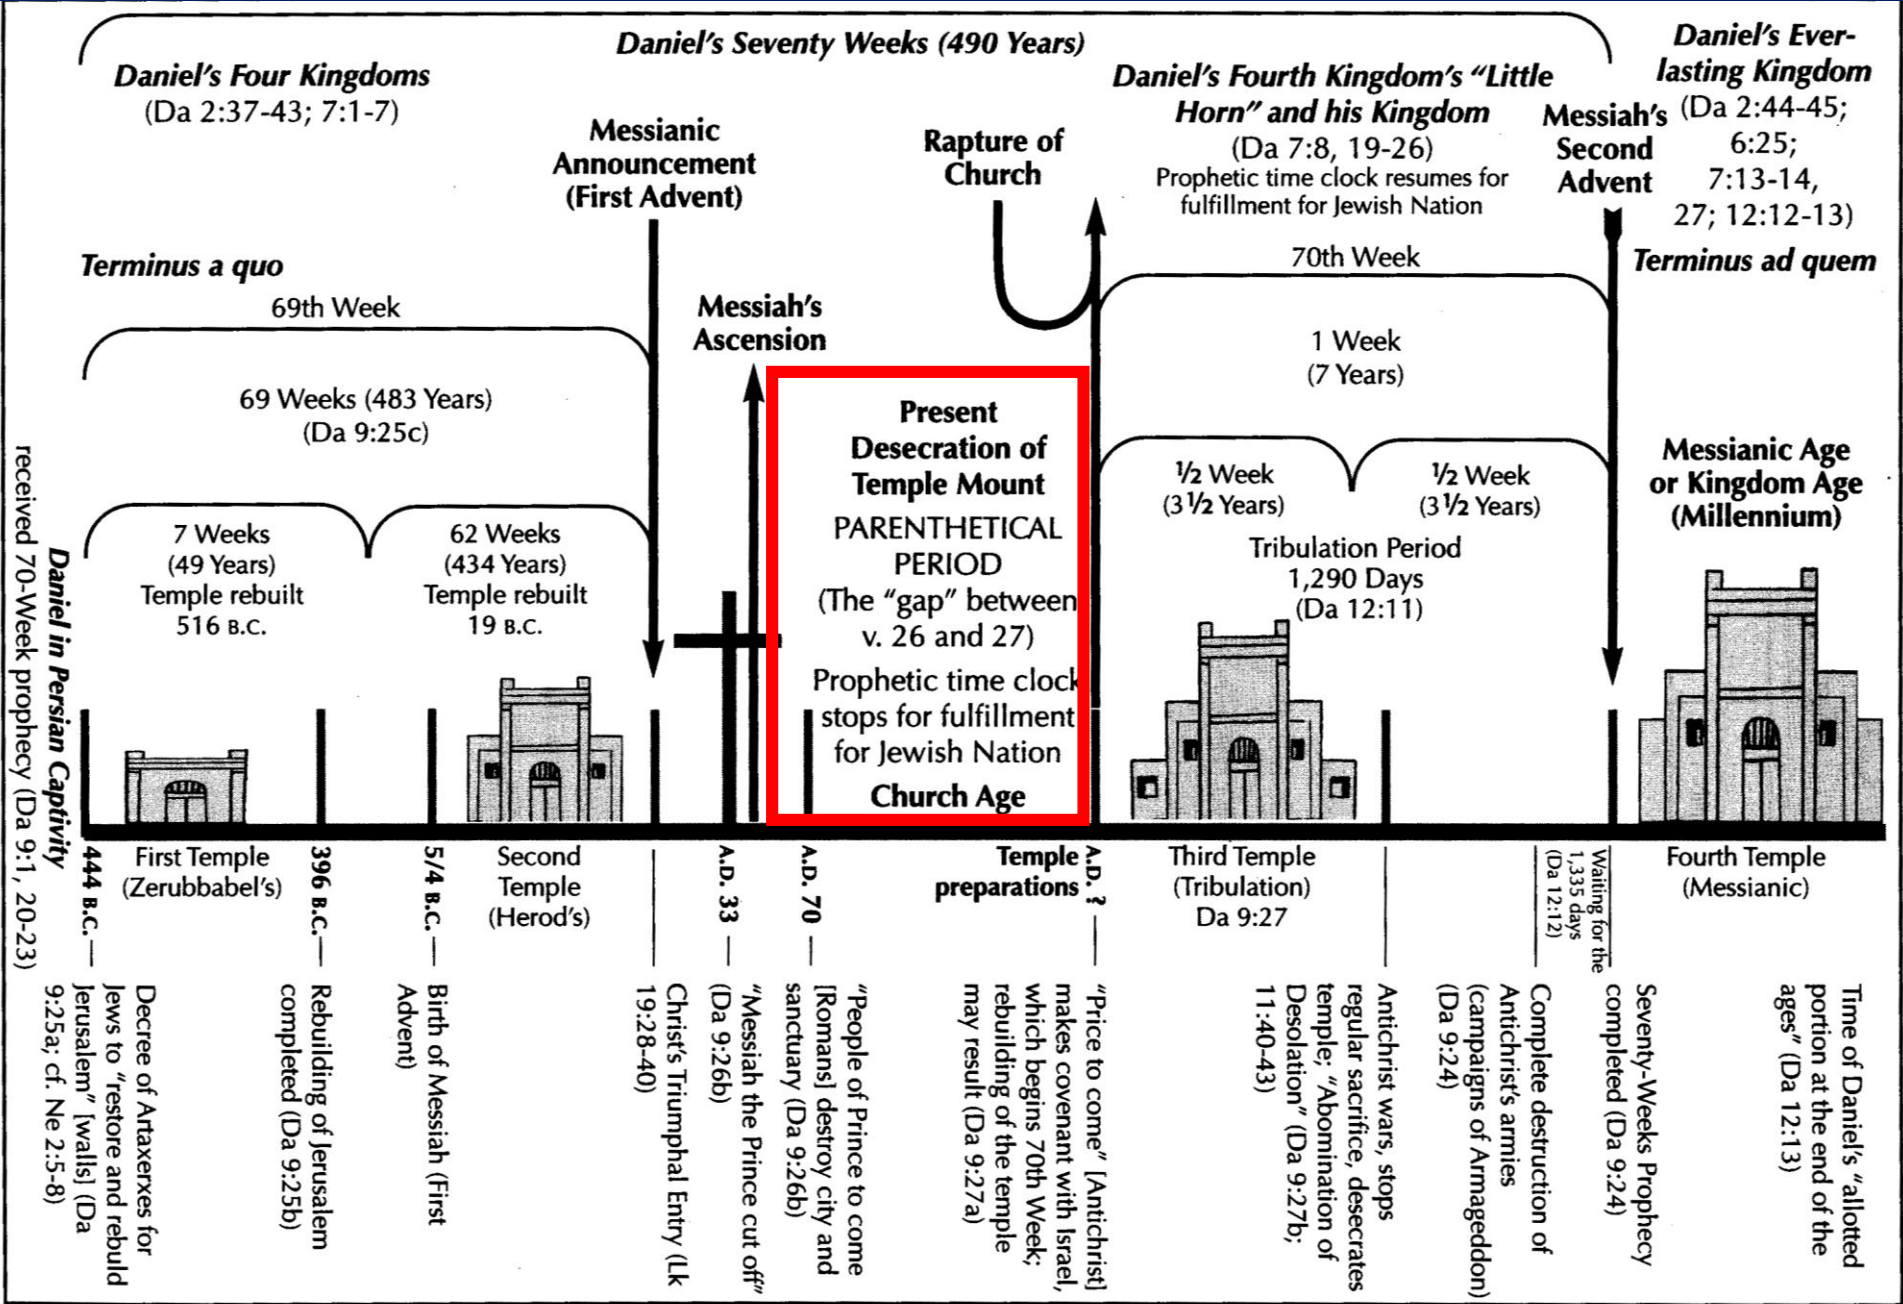 Daniel's Seventy Weeks (490 Years)
Daniel's Four Kingdoms
(Da 2:37-43; 7:1-7)
Messianic
Announcement
(First Advent)
Rapture of
Church
Daniel's Fourth Kingdom's "Little
Horn" and his Kingdom
(Da 7:8, 19-26)
Prophetic time clock resumes for
fulfillment for Jewish Nation
Messiah's
Second
Advent
Daniel's Ever-
lasting Kingdom
(Da 2:44-45;
6:25;
7:13-14,
27; 12:12-13)
Terminus a quo
Terminus ad quem
69th Week
69 Weeks (483 Years)
(Da 9:25c)
Messiah's
Ascension
70th Week
1 Week
(7 Years)
7 Weeks
(49 Years)
Temple rebuilt
516 B.C.
62 Weeks
(434 Years)
Temple rebuilt
19 B.C.
Present
Desecration of
Temple Mount
PARENTHETICAL
PERIOD
(The "gap" between
v. 26 and 27)
Prophetic time clock
stops for fulfillment
for Jewish Nation
Church Age
½ Week
(3½ Years)
½ Week
(3½ Years)
Tribulation Period
1,290 Days
(Da 12:11)
Messianic Age
or Kingdom Age
(Millennium)
Daniel in Persian Captivity
received 70-Week prophecy (Da 9:1, 20-23)
First Temple
(Zerubbabel's)
Second
Temple
(Herod's)
Temple
preparations
Third Temple
(Tribulation)
Da 9:27
Fourth Temple
(Messianic)
444 B.C.
Decree of Artaxerxes for
Jews to "restore and rebuld
Jerusalem" [walls] (Da
9:25a; cf. Ne 2:5-8)
396 B.C.
Rebuilding of Jerusalem
completed (Da 9:25b)
5/4 B.C.
Birth of Messiah (First
Advent)
Christ's Triumphal Entry (Lk
19:28-40)
A.D. 33
"Messiah the Prince cut off"
(Da 9:26b)
A.D. 70
"People of Prince to come
[Romans] destroy city and
sanctuary (Da 9:26b)
A.D. ?
"Price to come" [Antichrist]
makes covenant with Israel,
which begins 70th Week;
rebuilding of the temple
may result (Da 9:27a)
Antichrist wars, stops
regular sacrifice, desecrates
temple; "Abomination of
Desolation" (Da 9:27b;
11:40-43)
Complete destruction of
Antichrist's armies
(campaigns of Armageddon)
(Da 9:24)
Waiting for the
1,335 days
(Da 12:12)
Seventy-Weeks Prophecy
completed (Da 9:24)
Time of Daniel's "allotted
portion at the end of the
ages" (Da 12:13)